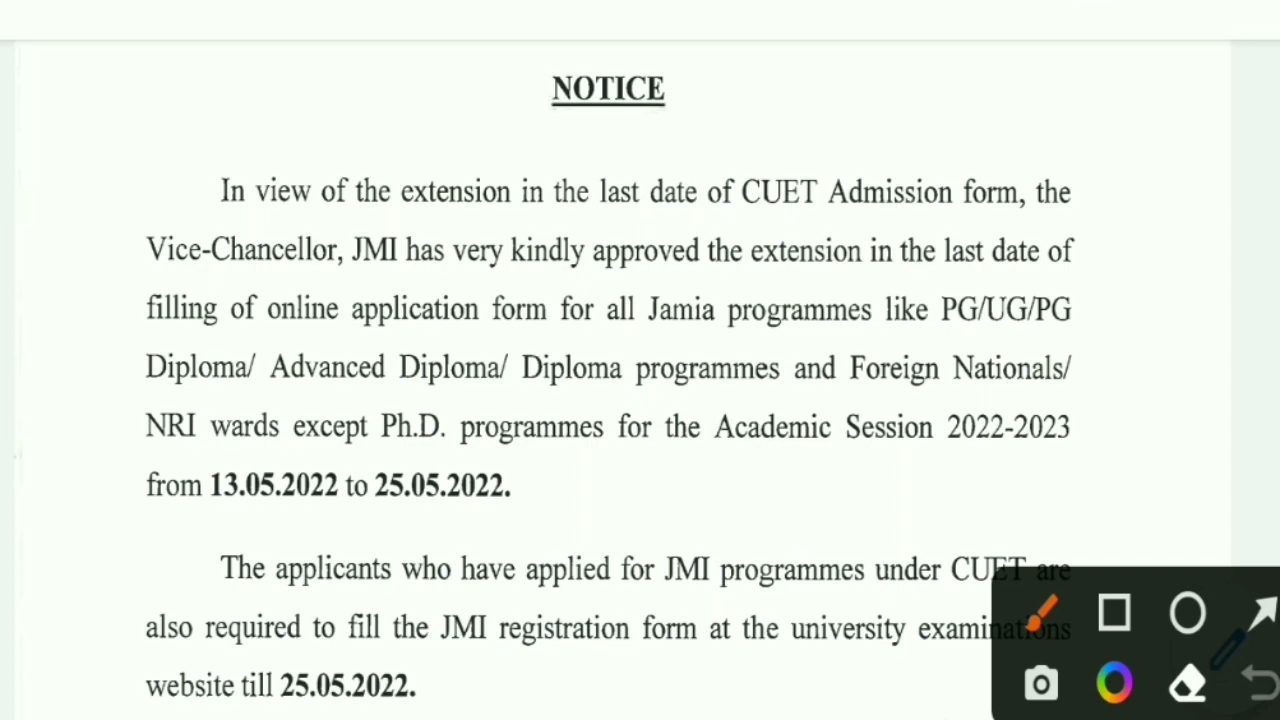 NOTICE
In view of the extension in the last date of CUET Admission form, the
Vice-Chancellor, JMI has very kindly approved the extension in the last date of
filling of online application form for all Jamia programmes like PG/UG/PG
Diploma/ Advanced Diploma/ Diploma programmes and Foreign Nationals/
NRI wards except Ph.D. programmes for the Academic Session 2022-2023
from 13.05.2022 to 25.05.2022.
The applicants who have applied for JMI programmes under CUET are
also required to fill the JMI registration form at the university examinations
website till 25.05.2022.